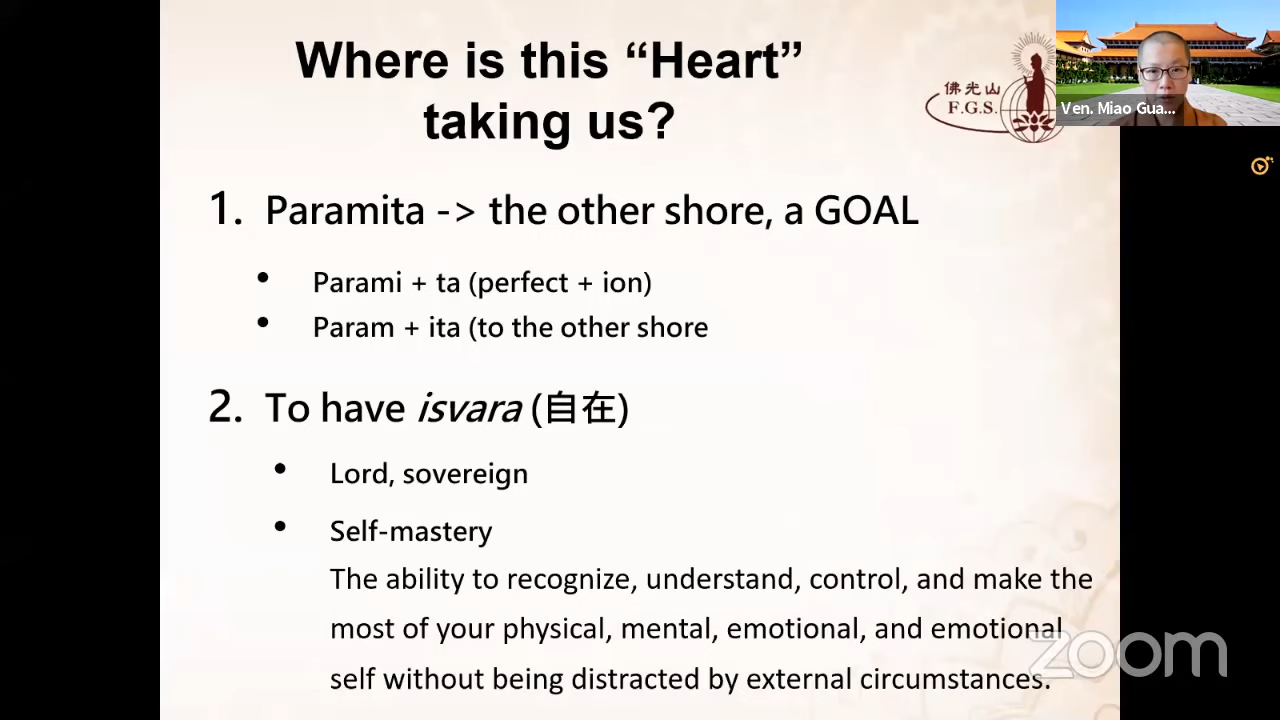 Where is this “Heart”
taking us?
佛光山
F.G.S.
Ven. Miao Gua...
1. Paramita -> the other shore, a GOAL
• Parami + ta (perfect + ion)
• Param + ita (to the other shore
2. To have isvara (自在)
• Lord, sovereign
• Self-mastery
The ability to recognize, understand, control, and make the
most of your physical, mental, emotional, and emotional
self without being distracted by external circumstances.
zoom